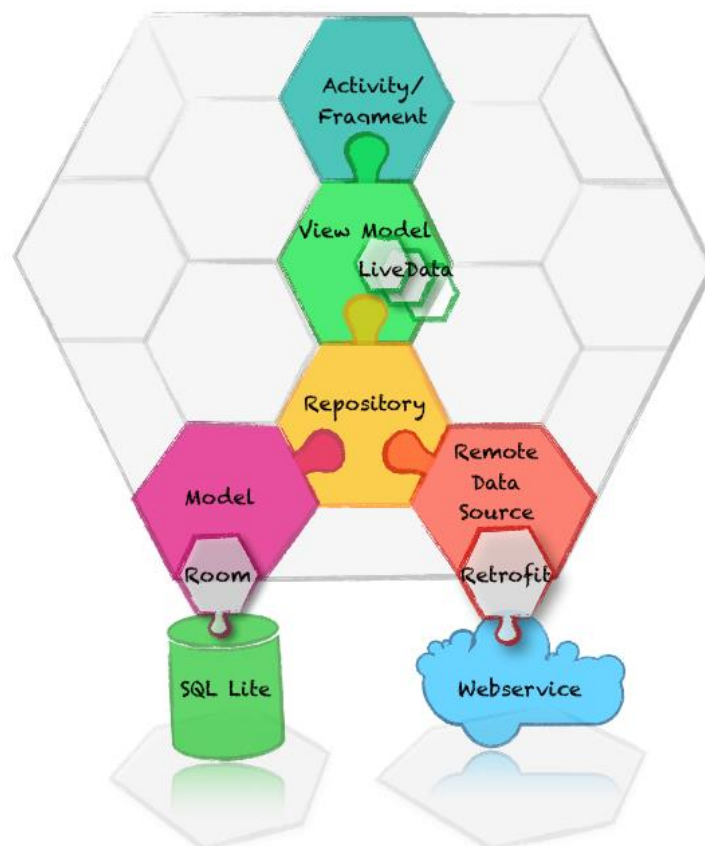 Activity/
Fragment
View Model
LiveData
Repository
Model
Remote
Data
Source
Room
Retrofit
SQL Lite
Webservice